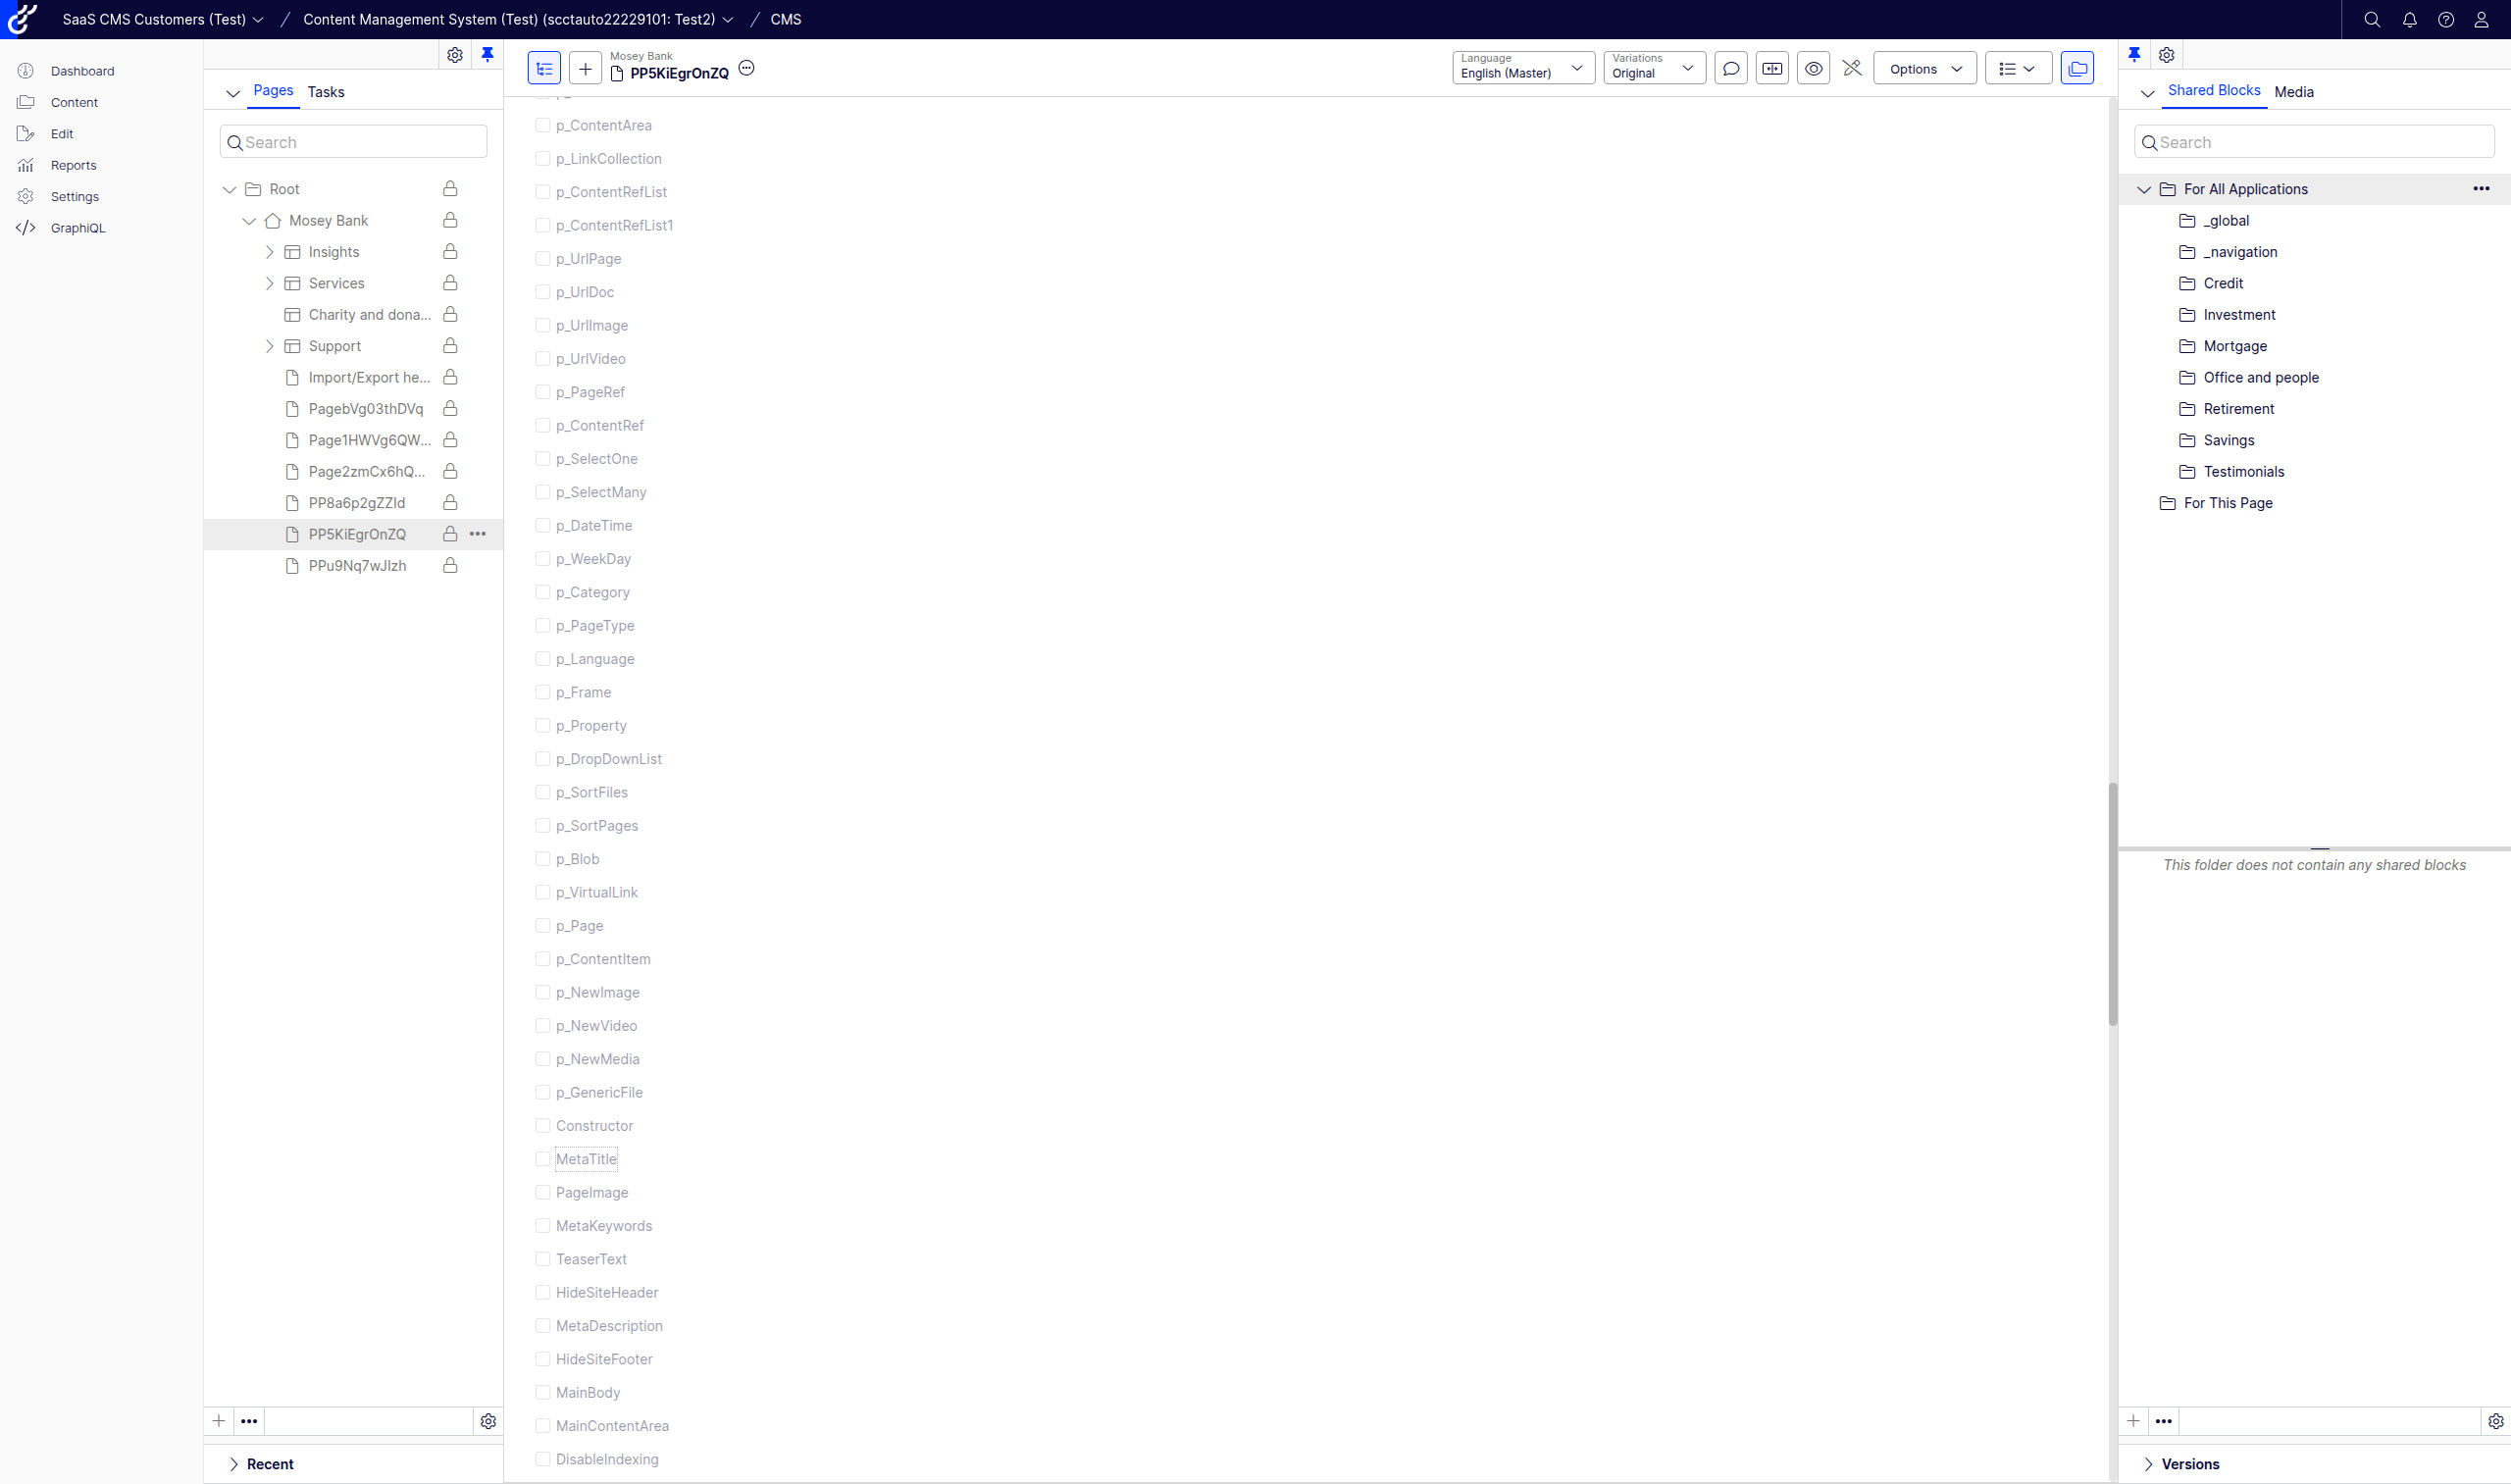 SaaS CMS Customers (Test) / Content Management System (Test) (scctauto22229101: Test2) / CMS
Dashboard
Content
Edit
Reports
Settings
GraphiQL
Pages Tasks
Search
Root
Mosey Bank
Insights
Services
Charity and dona...
Support
Import/Export he...
PagebVg03thDVq
Page1HWVg6QW...
Page2zmCx6hQ...
PP8a6p2gZZId
PP5KiEgrOnZQ
PPu9Nq7wJIzh
Recent
Mosey Bank
PP5KiEgrOnZQ
Language
English (Master)
Variations
Original
Options
p_ContentArea
p_LinkCollection
p_ContentRefList
p_ContentRefList1
p_UrlPage
p_UrlDoc
p_UrlImage
p_UrlVideo
p_PageRef
p_ContentRef
p_SelectOne
p_SelectMany
p_DateTime
p_WeekDay
p_Category
p_PageType
p_Language
p_Frame
p_Property
p_DropDownList
p_SortFiles
p_SortPages
p_Blob
p_VirtualLink
p_Page
p_ContentItem
p_NewImage
p_NewVideo
p_NewMedia
p_GenericFile
Constructor
MetaTitle
PageImage
MetaKeywords
TeaserText
HideSiteHeader
MetaDescription
HideSiteFooter
MainBody
MainContentArea
DisableIndexing
Shared Blocks Media
Search
For All Applications
_global
_navigation
Credit
Investment
Mortgage
Office and people
Retirement
Savings
Testimonials
For This Page
This folder does not contain any shared blocks
Versions